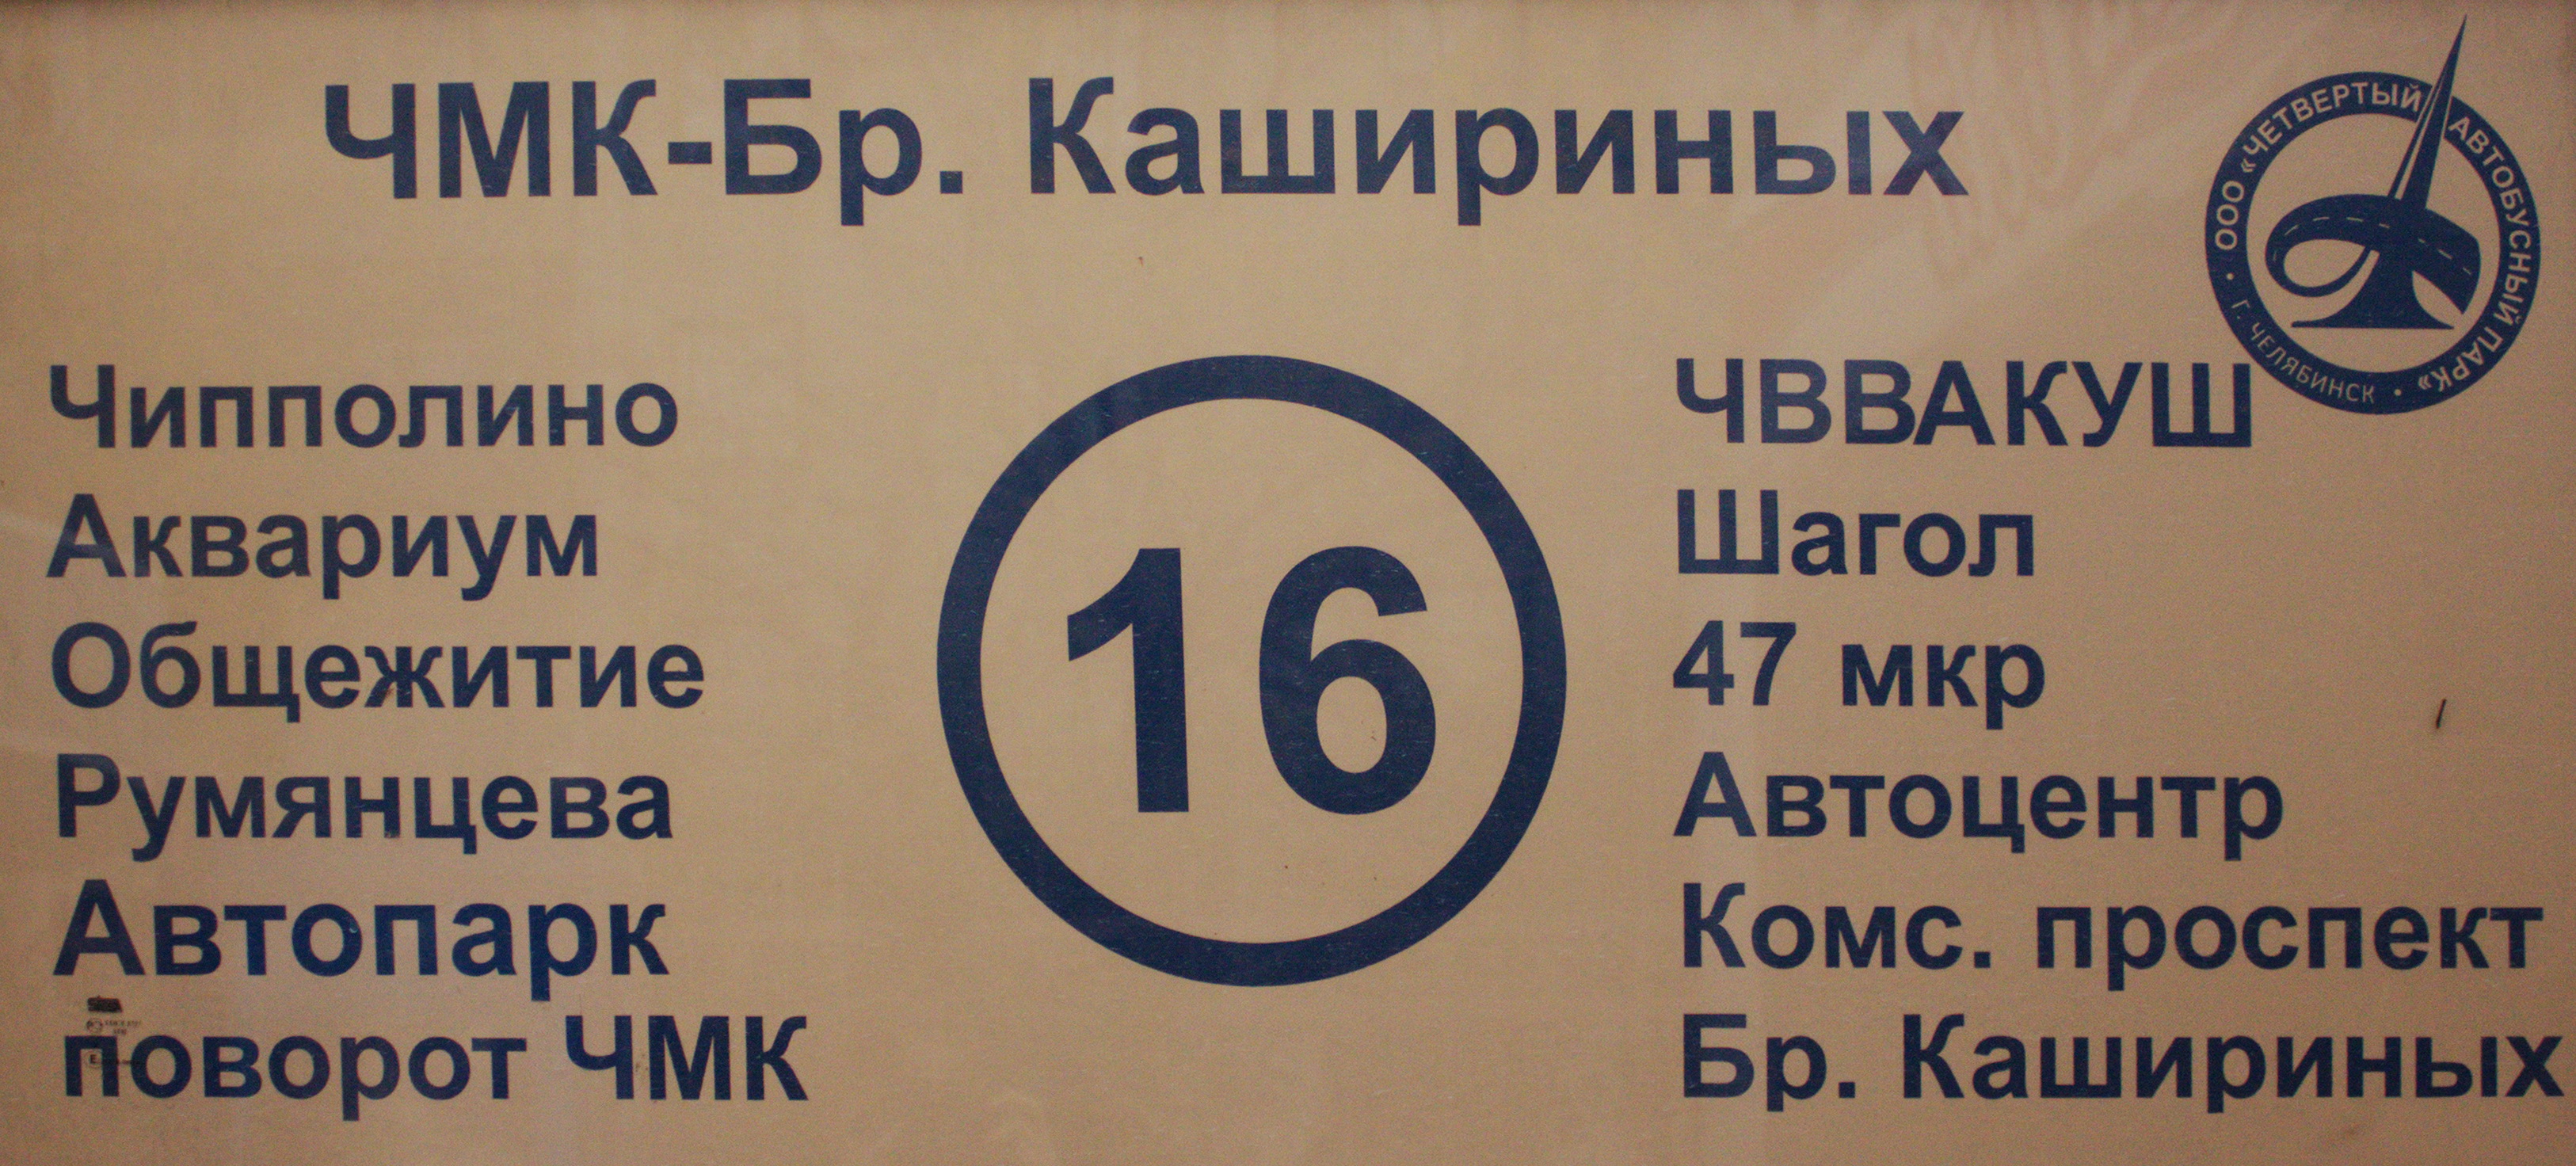 ЧМК-Бр. Кашириных
ООО «ЧЕТВЕРТЫЙ АВТОБУСНЫЙ ПАРК»
• Г. ЧЕЛЯБИНСК •
Чипполино
Аквариум
Общежитие
Румянцева
Автопарк
поворот ЧМК
16
ЧВВАКУШ
Шагол
47 мкр
Автоцентр
Комс. проспект
Бр. Кашириных